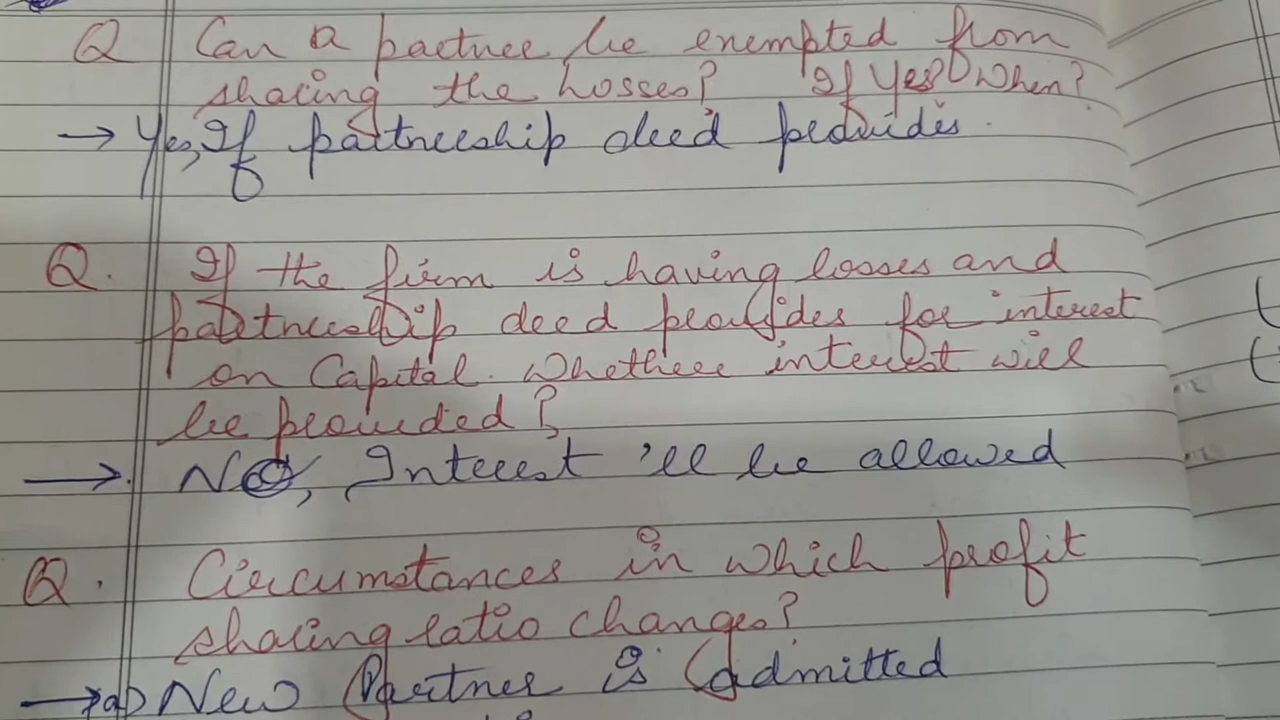 Q Can a partner be exempted from
sharing the losses? If Yes? When?
→ Yes, If partnership deed provides.
Q. If the firm is having losses and
partnership deed provides for interest
on Capital. Whether interest will
be provided?
→ No, Interest 'll be allowed
Q. Circumstances in which profit
sharing ratio changes?
→ a) New Partner is admitted